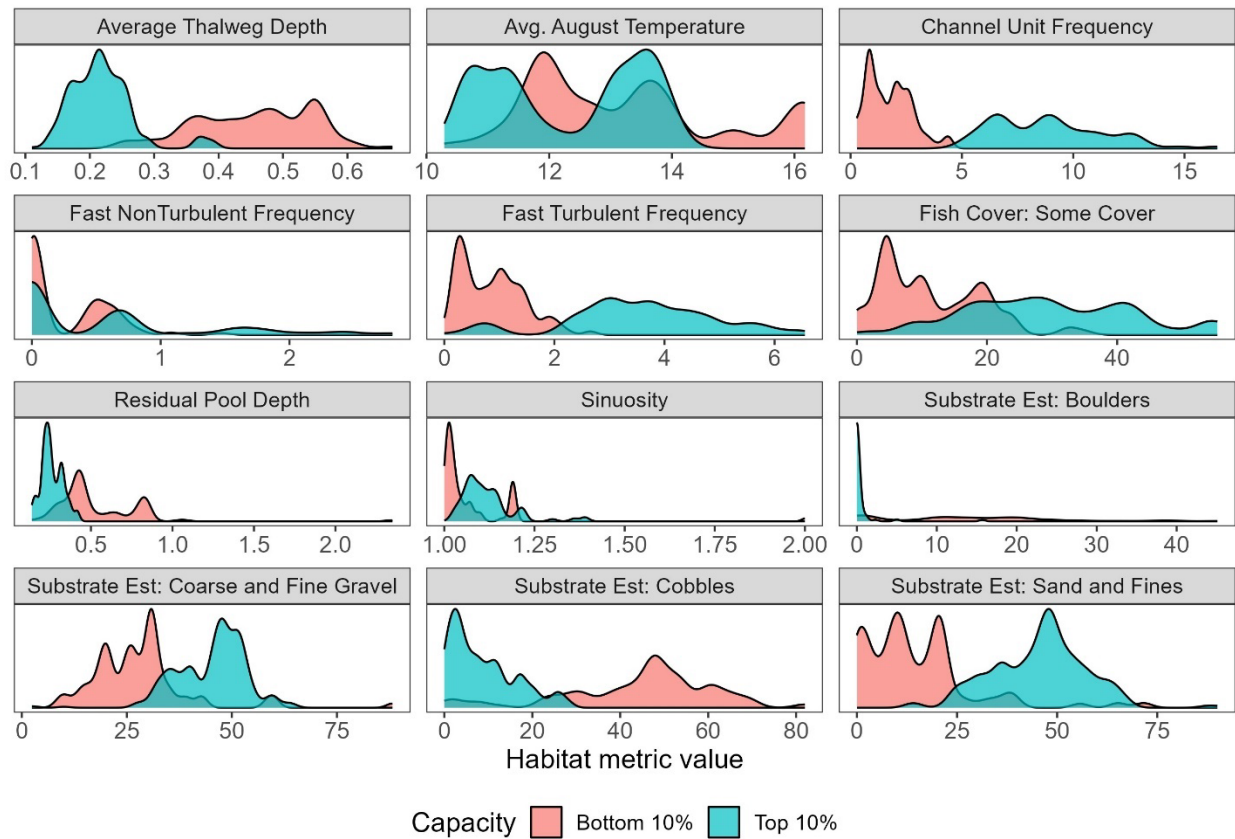 Average Thalweg Depth
Avg. August Temperature
Channel Unit Frequency
0.1 0.2 0.3 0.4 0.5 0.6
10 12 14 16
0 5 10 15
Fast NonTurbulent Frequency
Fast Turbulent Frequency
Fish Cover: Some Cover
0 1 2
0 2 4 6
0 20 40
Residual Pool Depth
Sinuosity
Substrate Est: Boulders
0.5 1.0 1.5 2.0
1.00 1.25 1.50 1.75 2.00
0 10 20 30 40
Substrate Est: Coarse and Fine Gravel
Substrate Est: Cobbles
Substrate Est: Sand and Fines
0 25 50 75
0 20 40 60 80
0 25 50 75
Habitat metric value
Capacity Bottom 10% Top 10%